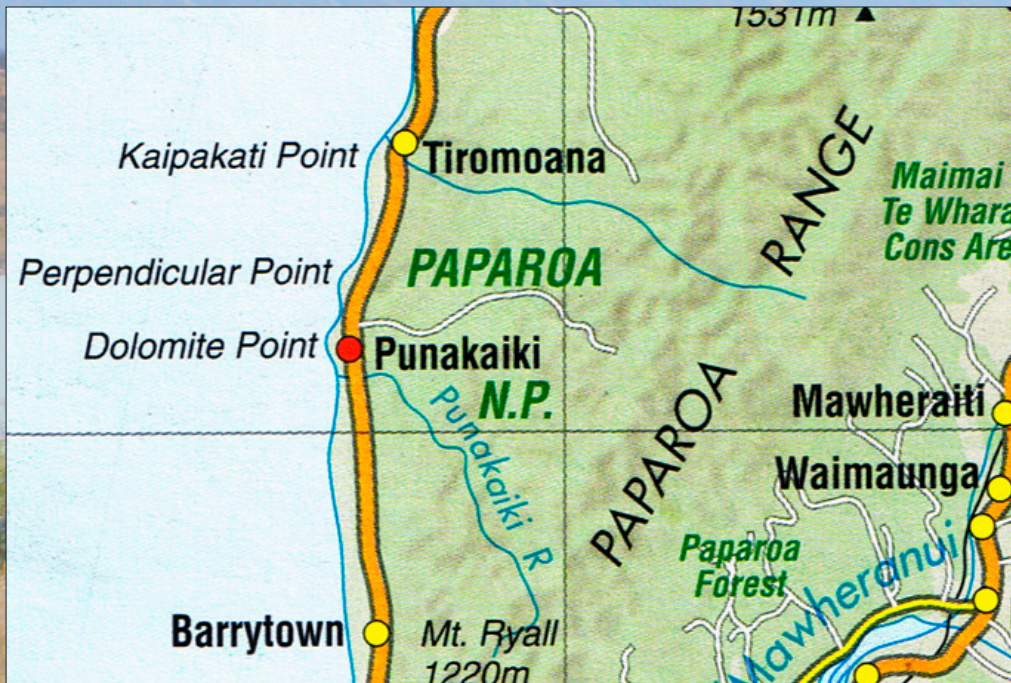 1531m
Kaipakati Point
Tiromoana
RANGE
Maimai
Te Whara
Cons Are
Perpendicular Point
PAPAROA
Dolomite Point
Punakaiki
N.P.
Punakaiki R
PAPAROA
Mawheraiti
Waimaunga
Paparoa
Forest
Mawheranui
Barrytown
Mt. Ryall
1220m